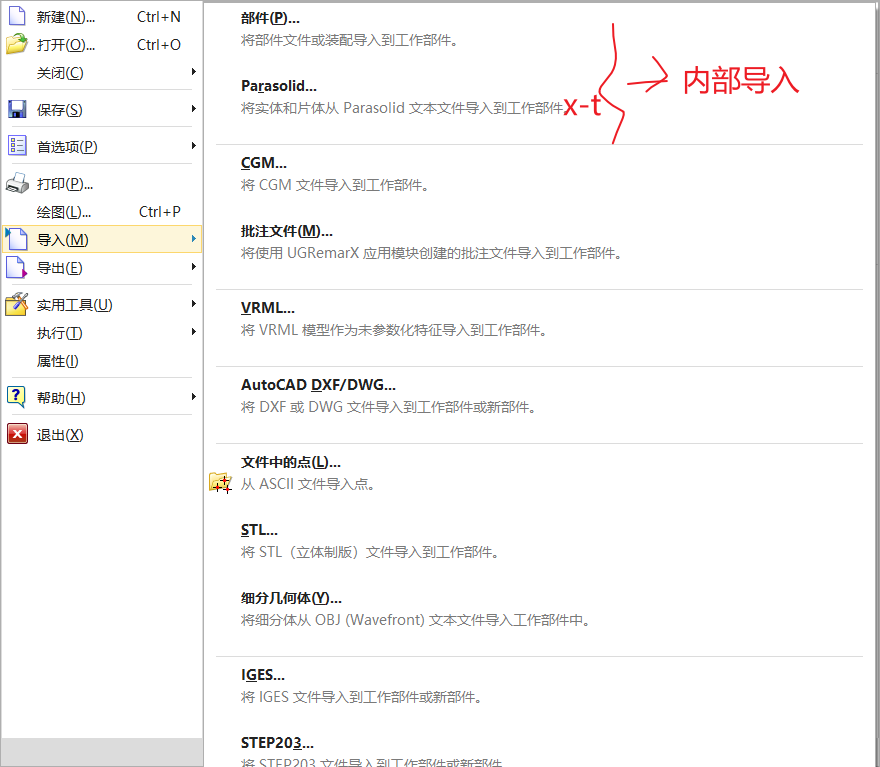 新建(N)... Ctrl+N
打开(O)... Ctrl+O
关闭(C)
保存(S)
首选项(P)
打印(P)...
绘图(L)... Ctrl+P
导入(M)
导出(E)
实用工具(U)
执行(T)
属性(I)
帮助(H)
退出(X)
部件(P)...
将部件文件或装配导入到工作部件。
Parasolid...
将实体和片体从 Parasolid 文本文件导入到工作部件x-t
内部导入
CGM...
将 CGM 文件导入到工作部件。
批注文件(M)...
将使用 UGRemarX 应用模块创建的批注文件导入到工作部件。
VRML...
将 VRML 模型作为未参数化特征导入到工作部件。
AutoCAD DXF/DWG...
将 DXF 或 DWG 文件导入到工作部件或新部件。
文件中的点(L)...
从 ASCII 文件导入点。
STL...
将 STL（立体制版）文件导入到工作部件。
细分几何体(Y)...
将细分体从 OBJ (Wavefront) 文本文件导入工作部件中。
IGES...
将 IGES 文件导入到工作部件或新部件。
STEP203...
将 STEP203 文件导入到工作部件或新部件